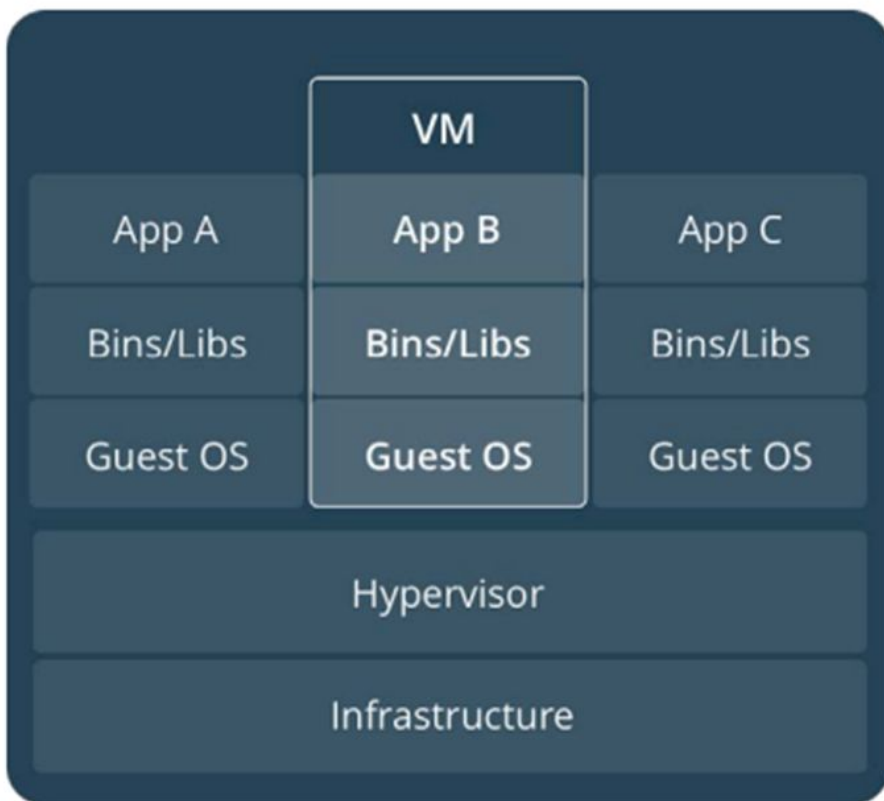 VM
App A App B App C
Bins/Libs Bins/Libs Bins/Libs
Guest OS Guest OS Guest OS
Hypervisor
Infrastructure